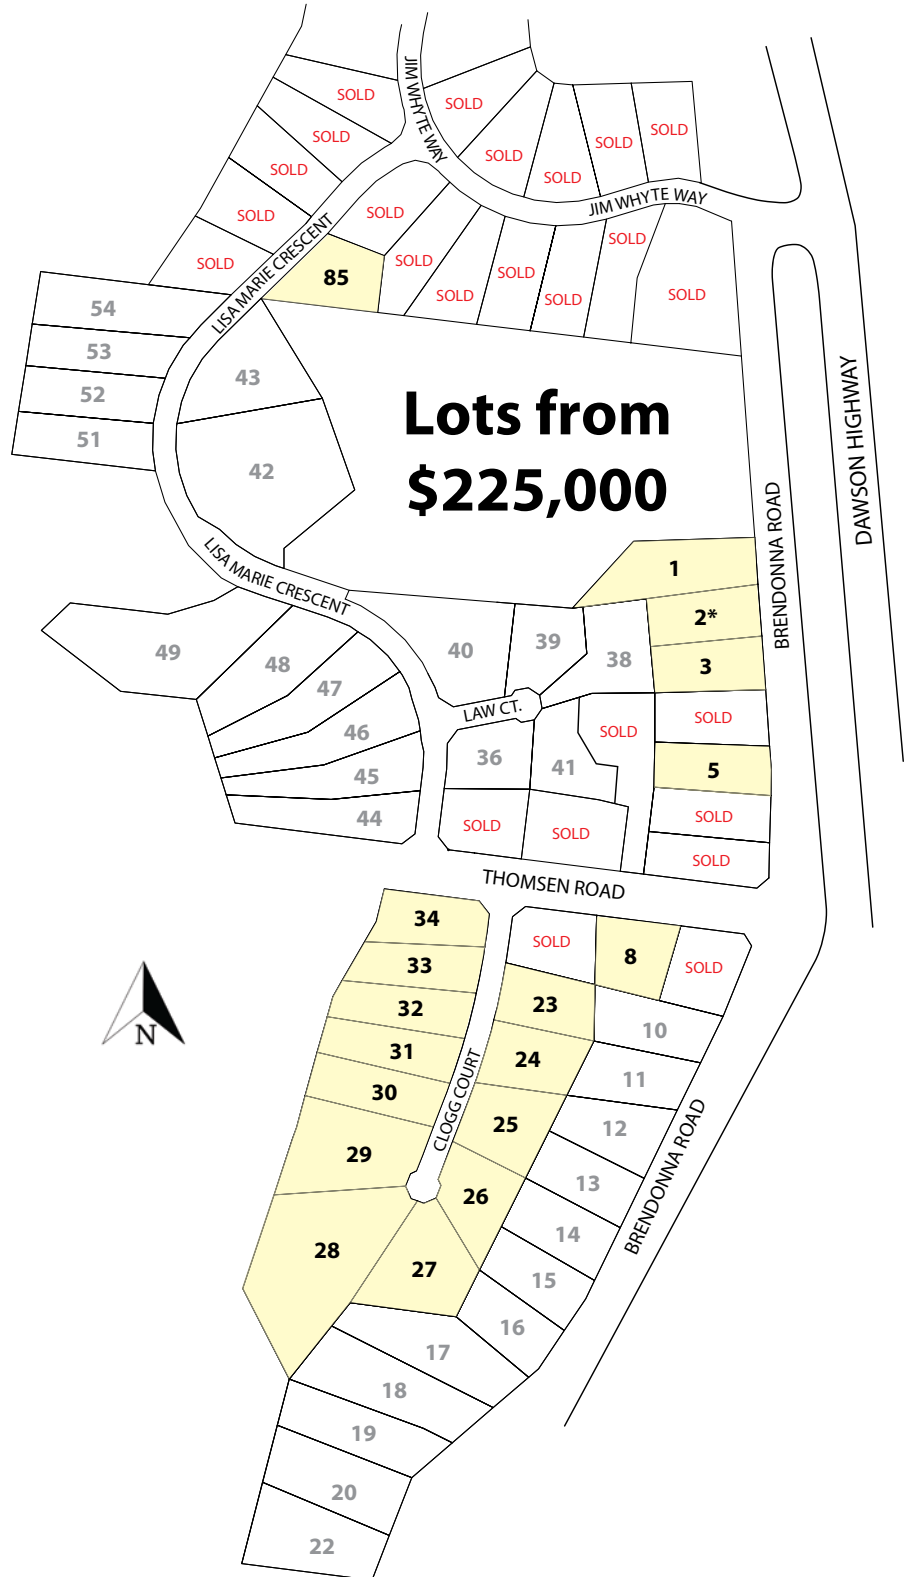 JIM WHYTE WAY
SOLD
SOLD
SOLD
SOLD
SOLD
SOLD
SOLD
SOLD
SOLD
SOLD
JIM WHYTE WAY
SOLD
SOLD
SOLD
SOLD
SOLD
SOLD
SOLD
SOLD
LISA MARIE CRESCENT
85
54
53
52
51
43
42
Lots from
$225,000
DAWSON HIGHWAY
BRENDONNA ROAD
LISA MARIE CRESCENT
1
2*
3
SOLD
5
SOLD
SOLD
49
48
47
46
45
44
40
39
38
LAW CT.
SOLD
36
41
SOLD
SOLD
THOMSEN ROAD
34
33
32
31
30
29
28
27
26
25
24
23
SOLD
8
SOLD
CLOGG COURT
N
10
11
12
13
14
15
16
17
18
19
20
22
BRENDONNA ROAD